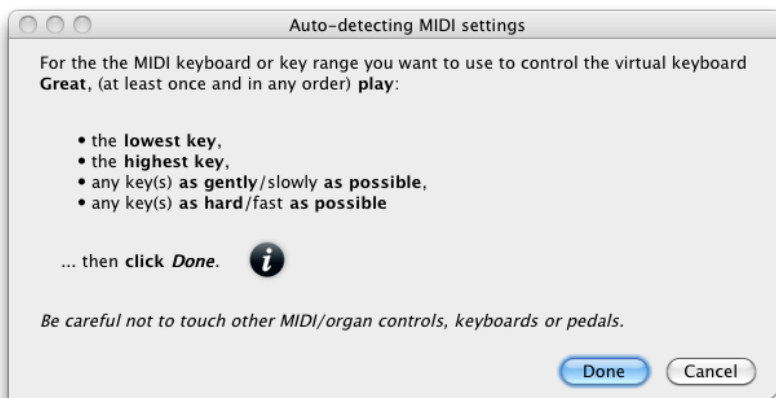 Auto-detecting MIDI settings
For the the MIDI keyboard or key range you want to use to control the virtual keyboard
Great, (at least once and in any order) play:
• the lowest key,
• the highest key,
• any key(s) as gently/slowly as possible,
• any key(s) as hard/fast as possible
... then click Done.
Be careful not to touch other MIDI/organ controls, keyboards or pedals.
Done Cancel